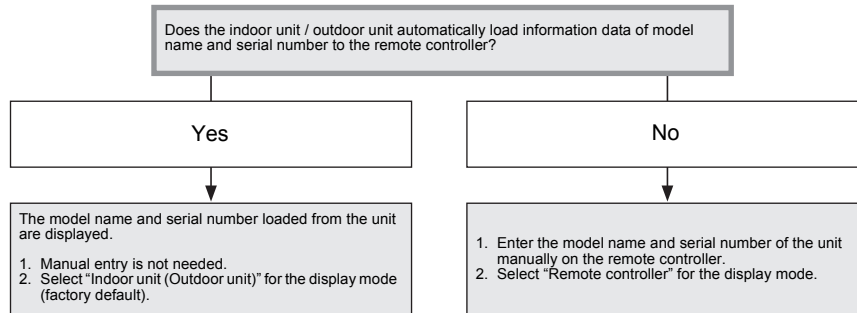 Does the indoor unit / outdoor unit automatically load information data of model
name and serial number to the remote controller?
Yes
No
The model name and serial number loaded from the unit
are displayed.
1. Manual entry is not needed.
2. Select “Indoor unit (Outdoor unit)” for the display mode
(factory default).
1. Enter the model name and serial number of the unit
manually on the remote controller.
2. Select “Remote controller” for the display mode.